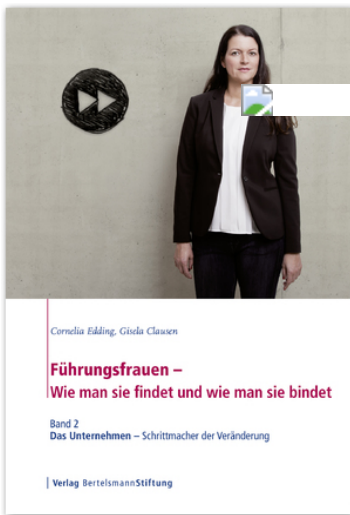 Cornelia Edding, Gisela Clausen
Führungsfrauen –
Wie man sie findet und wie man sie bindet
Band 2
Das Unternehmen – Schrittmacher der Veränderung
Verlag BertelsmannStiftung